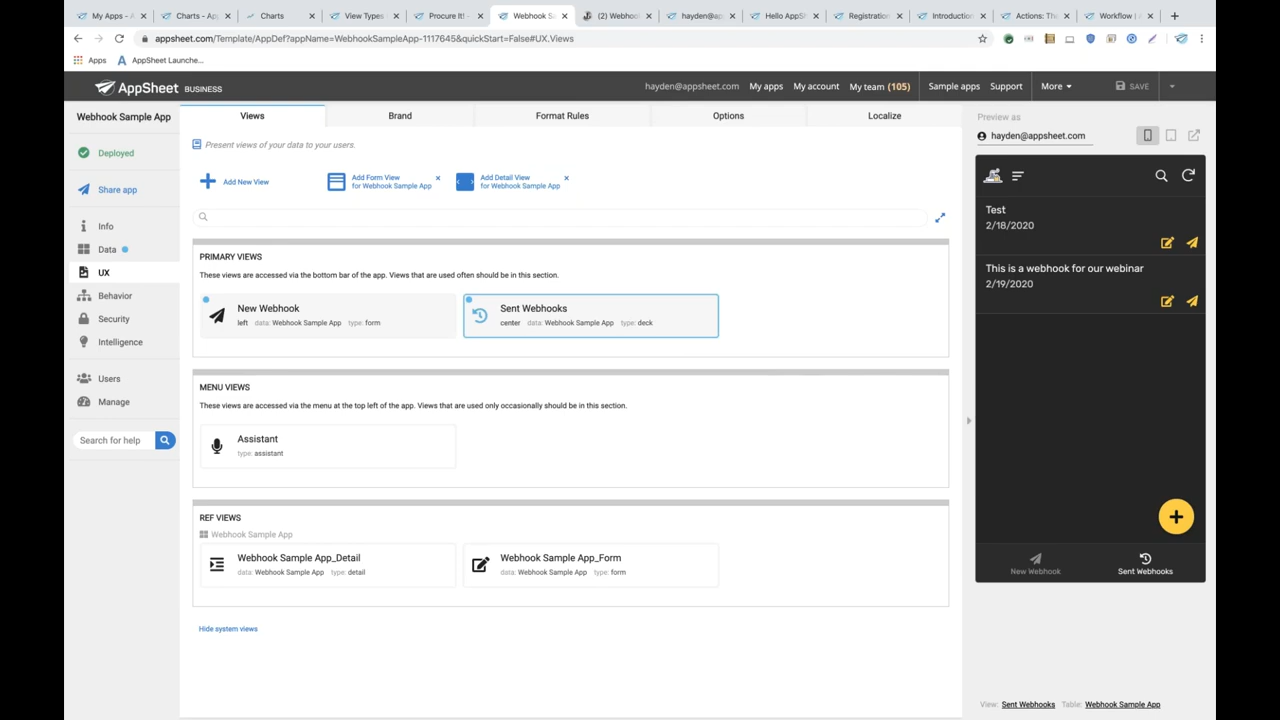 My Apps - A
Charts - Ap
Charts
View Types
Procure It! -
Webhook S
(2) Webhoo
hayden@ap
Hello AppS
Registration
Introduction
Actions: The
Workflow |
appsheet.com/Template/AppDef?appName=WebhookSampleApp-1117645&quickStart=False#UX.Views
Apps
AppSheet Launche...
AppSheet BUSINESS
hayden@appsheet.com
My apps
My account
My team (105)
Sample apps
Support
More
SAVE
Webhook Sample App
Deployed
Share app
Info
Data
UX
Behavior
Security
Intelligence
Users
Manage
Search for help
Views
Brand
Format Rules
Options
Localize
Present views of your data to your users.
Add New View
Add Form View
for Webhook Sample App
Add Detail View
for Webhook Sample App
PRIMARY VIEWS
These views are accessed via the bottom bar of the app. Views that are used often should be in this section.
New Webhook
left data: Webhook Sample App type: form
Sent Webhooks
center data: Webhook Sample App type: deck
MENU VIEWS
These views are accessed via the menu at the top left of the app. Views that are used only occasionally should be in this section.
Assistant
type: assistant
REF VIEWS
Webhook Sample App
Webhook Sample App_Detail
data: Webhook Sample App type: detail
Webhook Sample App_Form
data: Webhook Sample App type: form
Hide system views
Preview as
hayden@appsheet.com
Test
2/18/2020
This is a webhook for our webinar
2/19/2020
New Webhook
Sent Webhooks
View: Sent Webhooks Table: Webhook Sample App